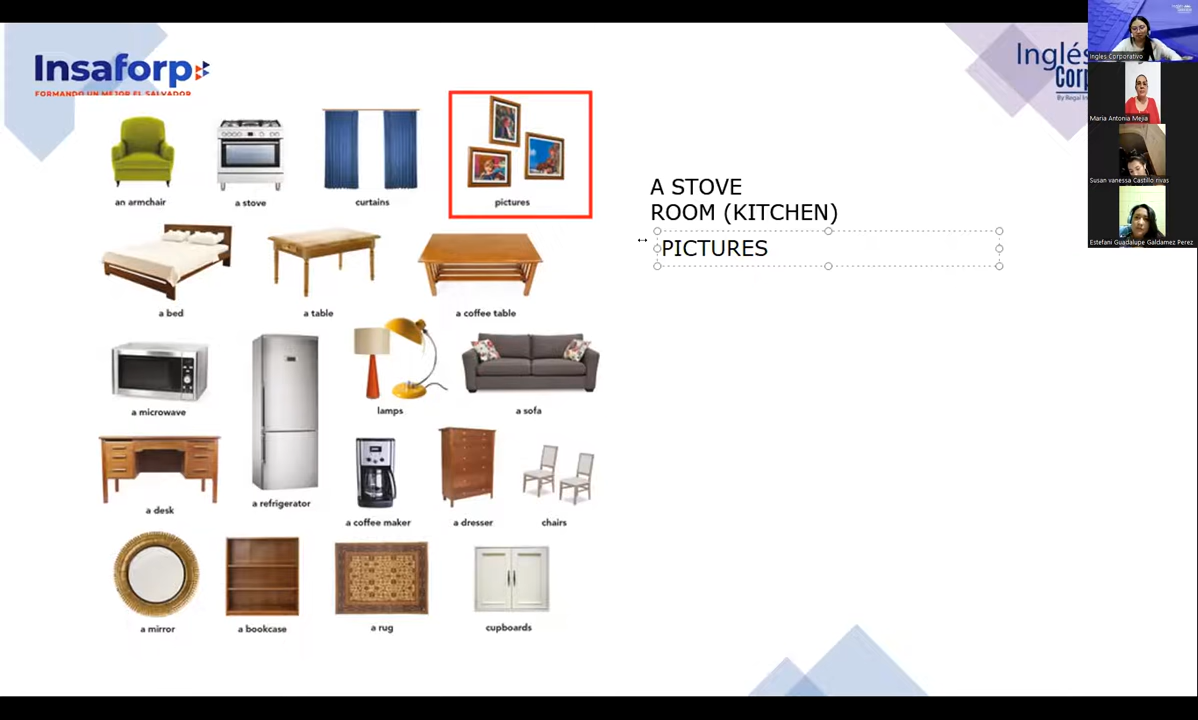 Insaforp
FORMANDO UN MEJOR EL SALVADOR
Inglés
Corp
an armchair
a stove
curtains
pictures
a bed
a table
a coffee table
a microwave
a refrigerator
lamps
a sofa
a desk
a coffee maker
a dresser
chairs
a mirror
a bookcase
a rug
cupboards
A STOVE
ROOM (KITCHEN)
PICTURES
Ingles Corporativo
Maria Antonia Mejia
Susan vanessa Castillo rivas
Estefani Guadalupe Galdamez Perez